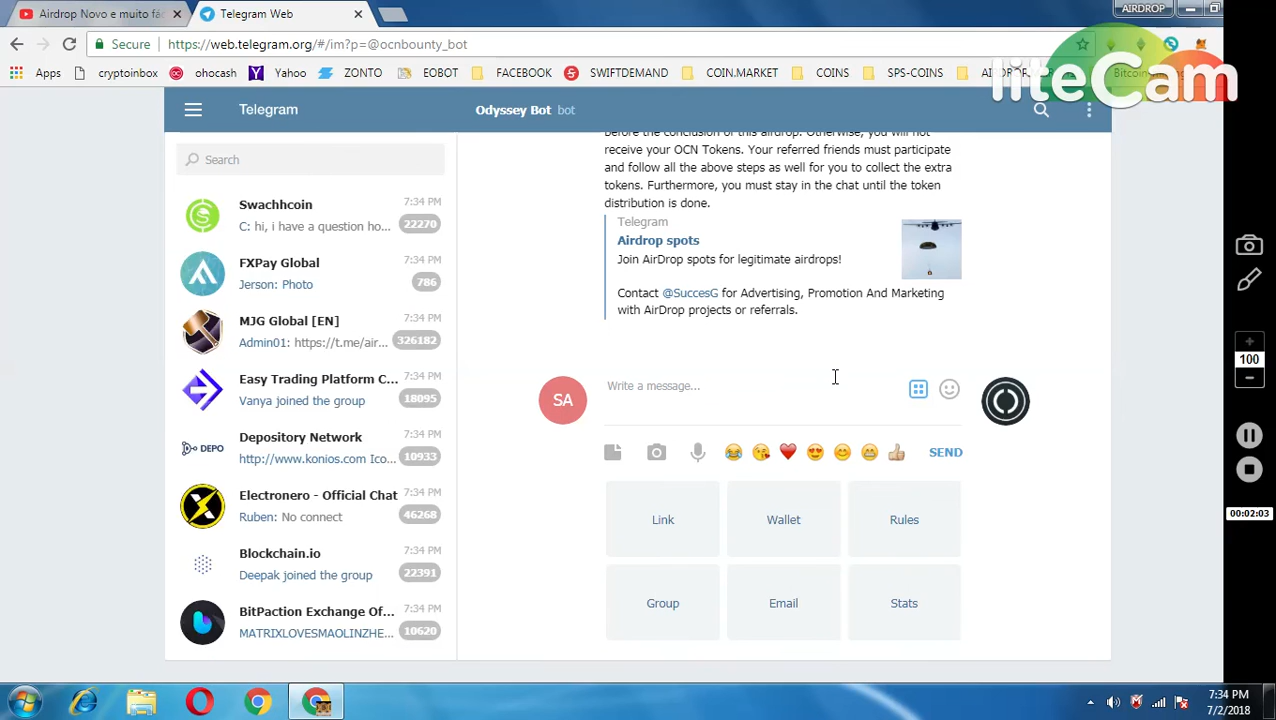 Airdrop Novo e muito fác
Telegram Web
AIRDROP
Secure
https://web.telegram.org/#/im?p=@ocnbounty_bot
Apps
cryptoinbox
ohocash
Yahoo
ZONTO
EOBOT
FACEBOOK
SWIFTDEMAND
COIN.MARKET
COINS
SPS-COINS
liteCam
Telegram
Odyssey Bot bot
Search
Swachhcoin 7:34 PM
C: hi, i have a question ho... 22270
FXPay Global 7:34 PM
Jerson: Photo 786
MJG Global [EN] 7:34 PM
Admin01: https://t.me/air... 326182
Easy Trading Platform C... 7:34 PM
Vanya joined the group 18095
DEPO
Depository Network 7:34 PM
http://www.konios.com Ico... 10933
Electronero - Official Chat 7:34 PM
Ruben: No connect 46268
Blockchain.io 7:34 PM
Deepak joined the group 22391
BitPaction Exchange Of... 7:34 PM
MATRIXLOVESMAOLINZHE... 10620
Before the conclusion of this airdrop. Otherwise, you will not
receive your OCN Tokens. Your referred friends must participate
and follow all the above steps as well for you to collect the extra
tokens. Furthermore, you must stay in the chat until the token
distribution is done.
Telegram
Airdrop spots
Join AirDrop spots for legitimate airdrops!
Contact @SuccesG for Advertising, Promotion And Marketing
with AirDrop projects or referrals.
SA
Write a message...
SEND
Link
Wallet
Rules
Group
Email
Stats
100
00:02:03
7:34 PM
7/2/2018